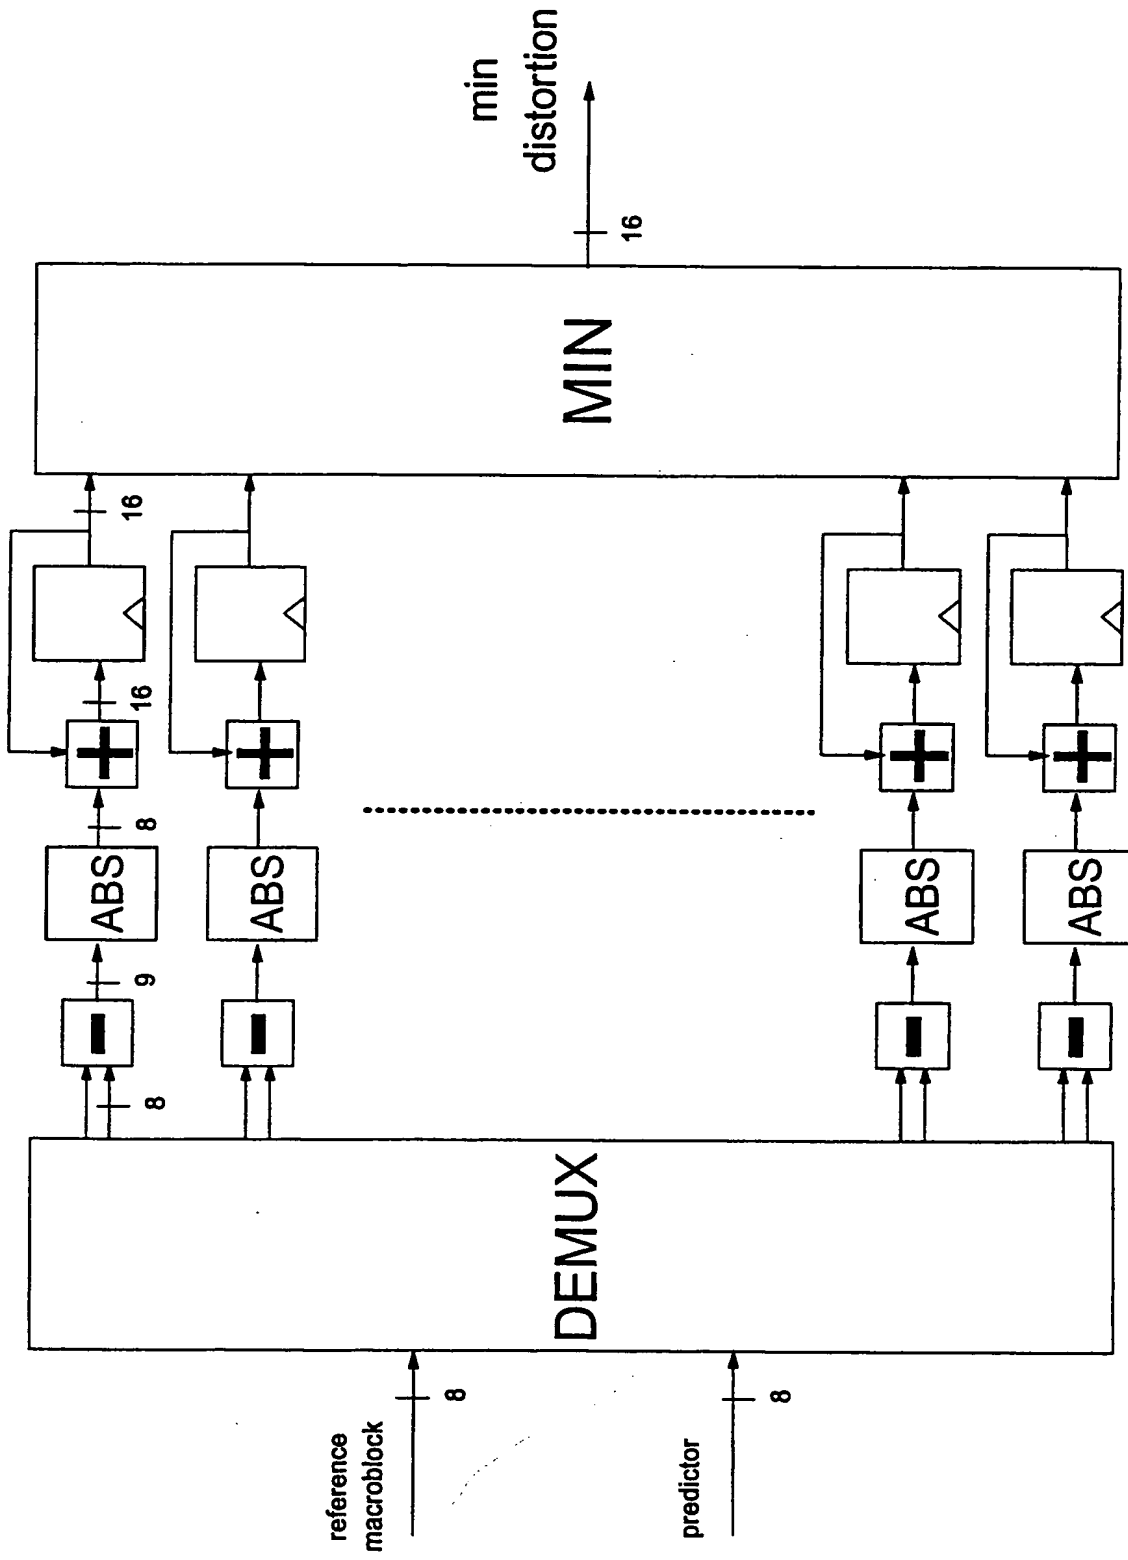 reference
macroblock
8
predictor
8
DEMUX
8
9
ABS
8
16
16
ABS
ABS
ABS
MIN
16
min
distortion